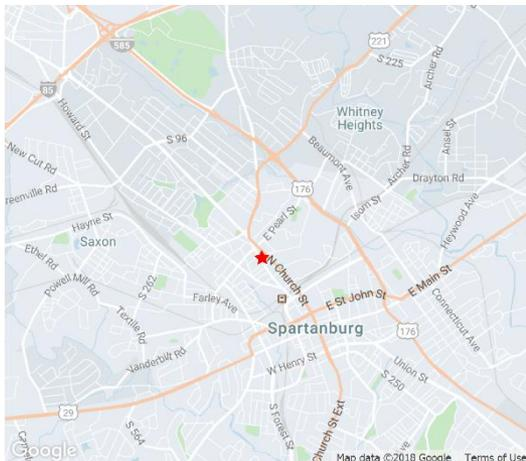 585
221
S 225
Archer Rd
85
Howard St
Whitney
Heights
S 96
Beaumont Ave
Ansel St
New Cut Rd
176
Archer Rd
Drayton Rd
reenville Rd
Isom St
E Pearl St
Heywood Ave
Hayne St
Saxon
Ethel Rd
N Church St
E Main St
Powell Mill Rd
S 262
Farley Ave
E St John St
Connecticut Ave
Textile Rd
Spartanburg
176
Vanderbilt Rd
W Henry St
Union St
S 250
29
S Forest St
S 564
Church St Ext
Google
Map data ©2018 Google
Terms of Use